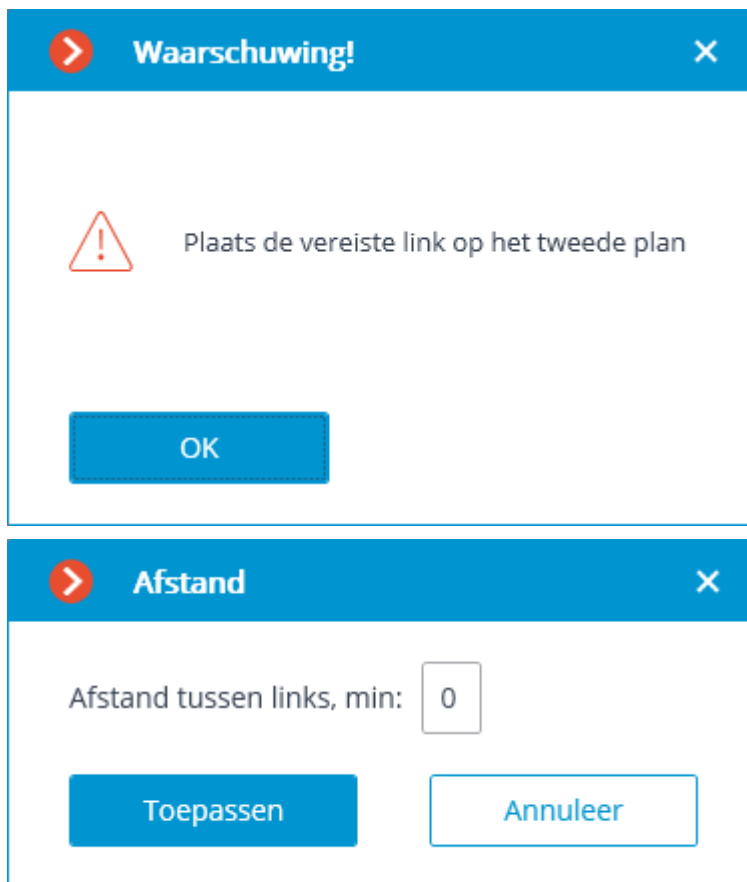 Waarschuwing!
Plaats de vereiste link op het tweede plan
OK
Afstand
Afstand tussen links, min: 0
Toepassen Annuleer